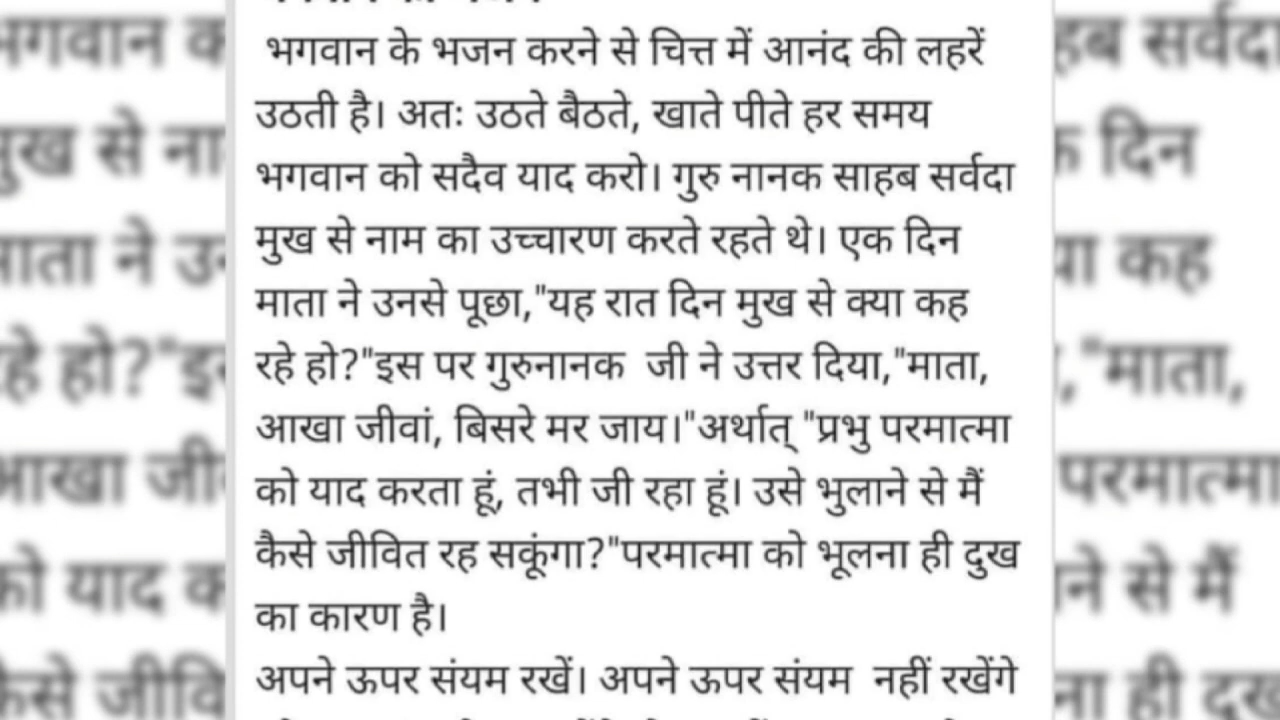 भगवान के भजन करने से चित्त में आनंद की लहरें
उठती है। अतः उठते बैठते, खाते पीते हर समय
भगवान को सदैव याद करो। गुरु नानक साहब सर्वदा
मुख से नाम का उच्चारण करते रहते थे। एक दिन
माता ने उनसे पूछा,"यह रात दिन मुख से क्या कह
रहे हो?"इस पर गुरुनानक  जी ने उत्तर दिया,"माता,
आखा जीवां, बिसरे मर जाय।"अर्थात् "प्रभु परमात्मा
को याद करता हूं, तभी जी रहा हूं। उसे भुलाने से मैं
कैसे जीवित रह सकूंगा?"परमात्मा को भूलना ही दुख
का कारण है।
अपने ऊपर संयम रखें। अपने ऊपर संयम  नहीं रखेंगे